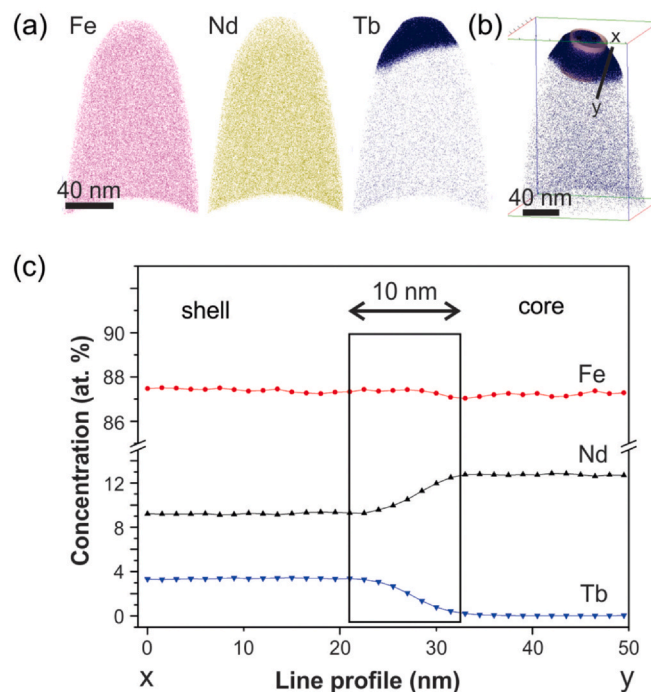 (a) Fe Nd Tb (b)
x
y
40 nm
40 nm
(c)
10 nm
shell core
Fe
Nd
Tb
Concentration (at. %)
90
88
86
12
8
4
0
0 10 20 30 40 50
x Line profile (nm) y